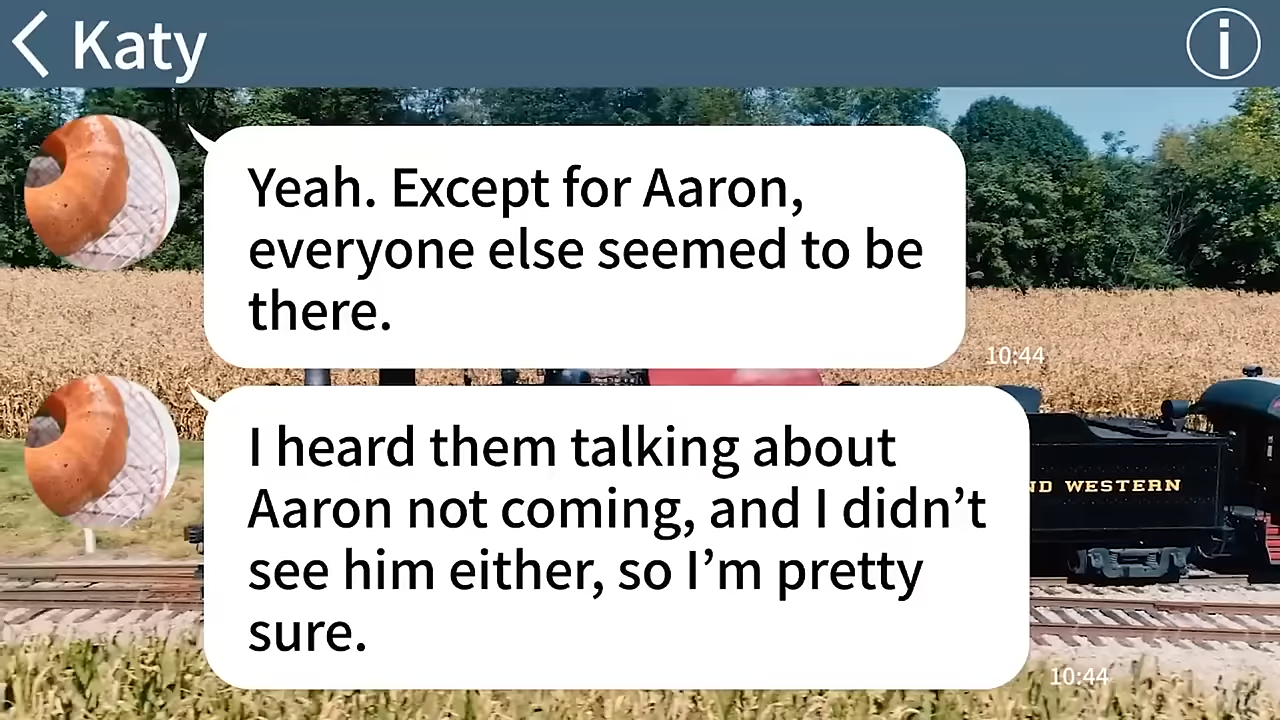 Katy
Yeah. Except for Aaron,
everyone else seemed to be
there.
10:44
I heard them talking about
Aaron not coming, and I didn’t
see him either, so I’m pretty
sure.
10:44
WESTERN